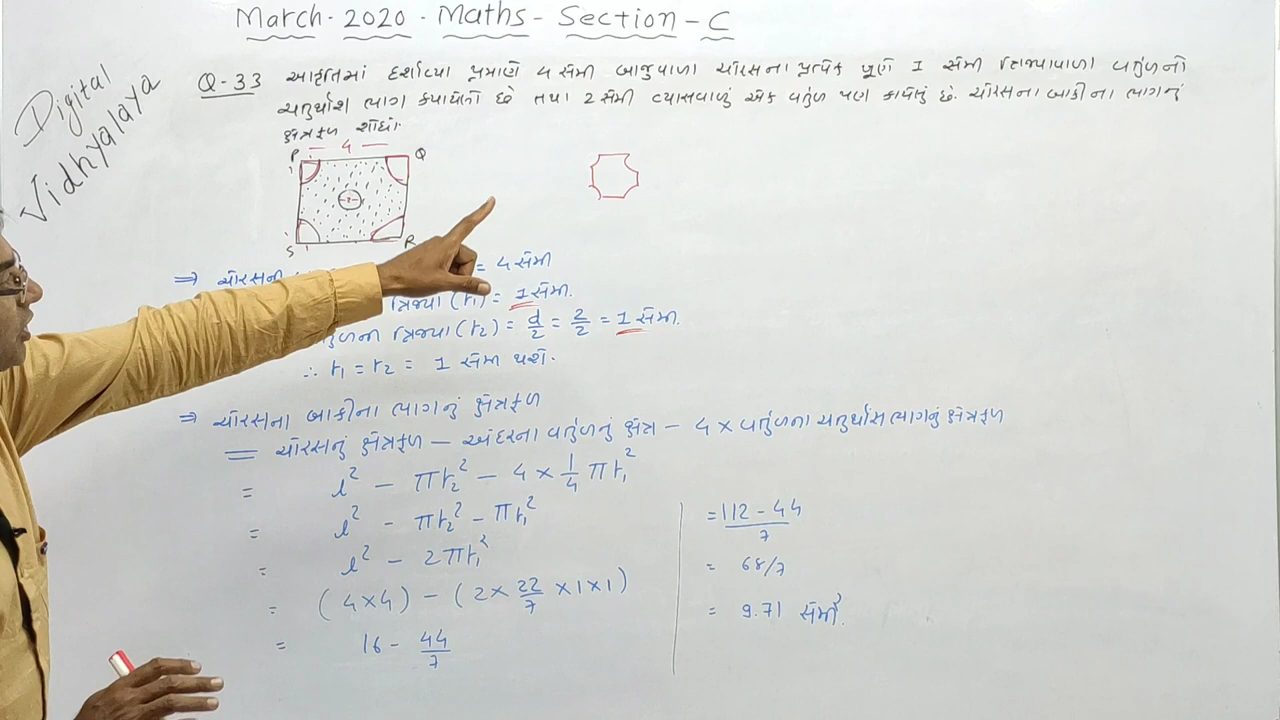 March - 2020 - Maths - Section - C
Digital
Vidhyalaya
Q-33 આકૃતિમાં દર્શાવ્યા પ્રમાણે 4 સેમી બાજુવાળા ચોરસના પ્રત્યેક ખૂણે 1 સેમી ત્રિજ્યાવાળા વર્તુળનો
ચતુર્થાંશ ભાગ કપાયેલો છે તથા 2 સેમી વ્યાસવાળું એક વર્તુળ પણ કાપેલું છે. ચોરસના બાકીના ભાગનું
ક્ષેત્રફળ શોધો.
P 4 Q
2
S R
⇒ ચોરસની = 4 સેમી
ત્રિજ્યા (r₁) = 1 સેમી.
ત્રિજ્યા (r₂) = d/2 = 2/2 = 1 સેમી.
∴ r₁ = r₂ = 1 સેમી થશે.
⇒ ચોરસના બાકીના ભાગનું ક્ષેત્રફળ
= ચોરસનું ક્ષેત્રફળ – અંદરના વર્તુળનું ક્ષેત્ર – 4 × વર્તુળના ચતુર્થાંસ ભાગનું ક્ષેત્રફળ
= l² – πr₂² – 4 × 1/4 πr₁²
= l² – πr₂² – πr₁²
= l² – 2πr₁²
= (4×4) – (2 × 22/7 × 1 × 1)
= 16 – 44/7
= 112 – 44/7
= 68/7
= 9.71 સેમી².